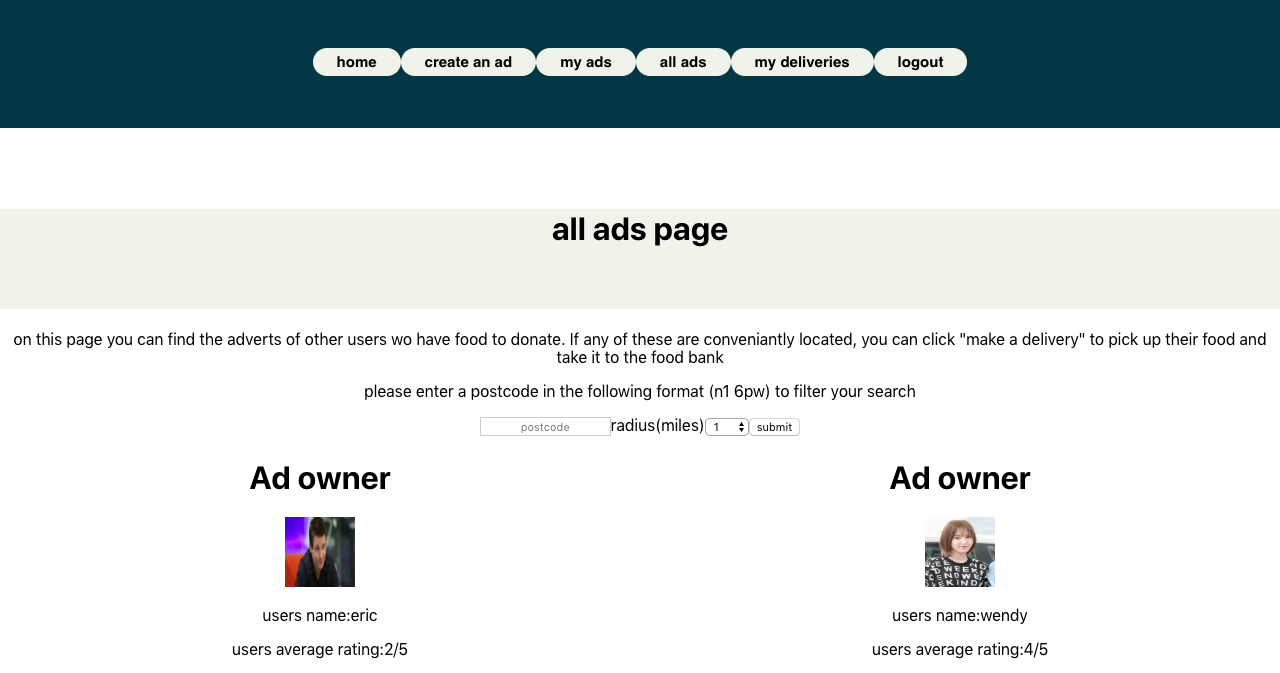 home create an ad my ads all ads my deliveries logout
all ads page
on this page you can find the adverts of other users wo have food to donate. If any of these are conveniantly located, you can click "make a delivery" to pick up their food and
take it to the food bank
please enter a postcode in the following format (n1 6pw) to filter your search
postcode radius(miles) 1 submit
Ad owner Ad owner
users name:eric users name:wendy
users average rating:2/5 users average rating:4/5